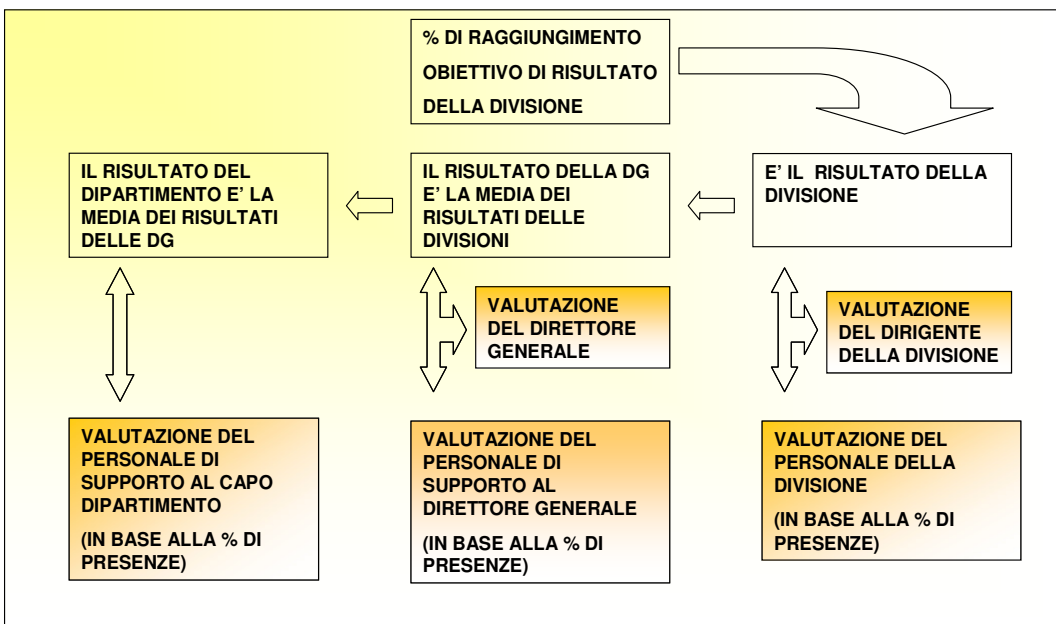 % DI RAGGIUNGIMENTO
OBIETTIVO DI RISULTATO
DELLA DIVISIONE
IL RISULTATO DEL
DIPARTIMENTO E’ LA
MEDIA DEI RISULTATI
DELLE DG
IL RISULTATO DELLA DG
E’ LA MEDIA DEI
RISULTATI DELLE
DIVISIONI
E’ IL RISULTATO DELLA
DIVISIONE
VALUTAZIONE
DEL DIRETTORE
GENERALE
VALUTAZIONE
DEL DIRIGENTE
DELLA DIVISIONE
VALUTAZIONE DEL
PERSONALE DI
SUPPORTO AL CAPO
DIPARTIMENTO
(IN BASE ALLA % DI
PRESENZE)
VALUTAZIONE DEL
PERSONALE DI
SUPPORTO AL
DIRETTORE GENERALE
(IN BASE ALLA % DI
PRESENZE)
VALUTAZIONE DEL
PERSONALE DELLA
DIVISIONE
(IN BASE ALLA % DI
PRESENZE)